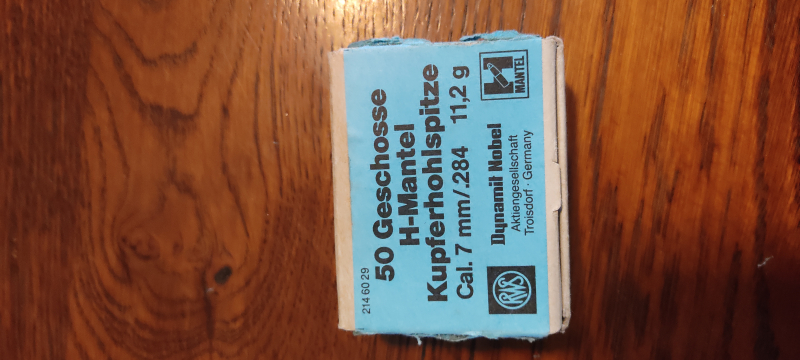 214 60 29
50 Geschosse
H-Mantel
Kupferhohlspitze
Cal. 7 mm/.284 11,2 g
RWS
Dynamit Nobel
Aktiengesellschaft
Troisdorf · Germany
H MANTEL